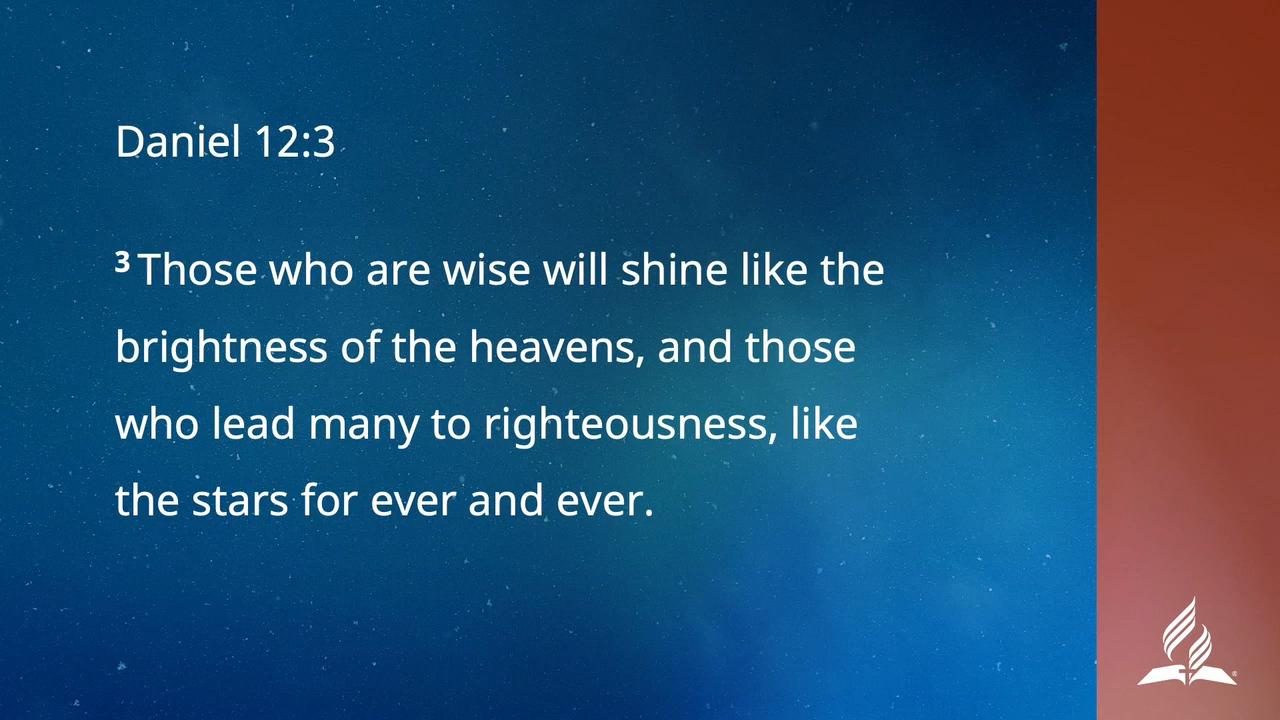 Daniel 12:3
3 Those who are wise will shine like the
brightness of the heavens, and those
who lead many to righteousness, like
the stars for ever and ever.
®